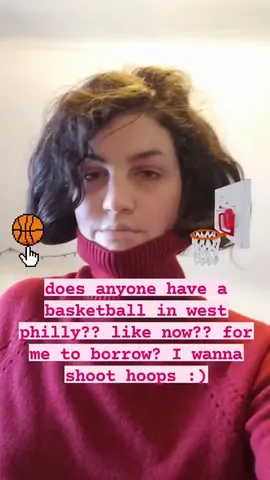 does anyone have a
basketball in west
philly?? like now?? for
me to borrow? I wanna
shoot hoops :)